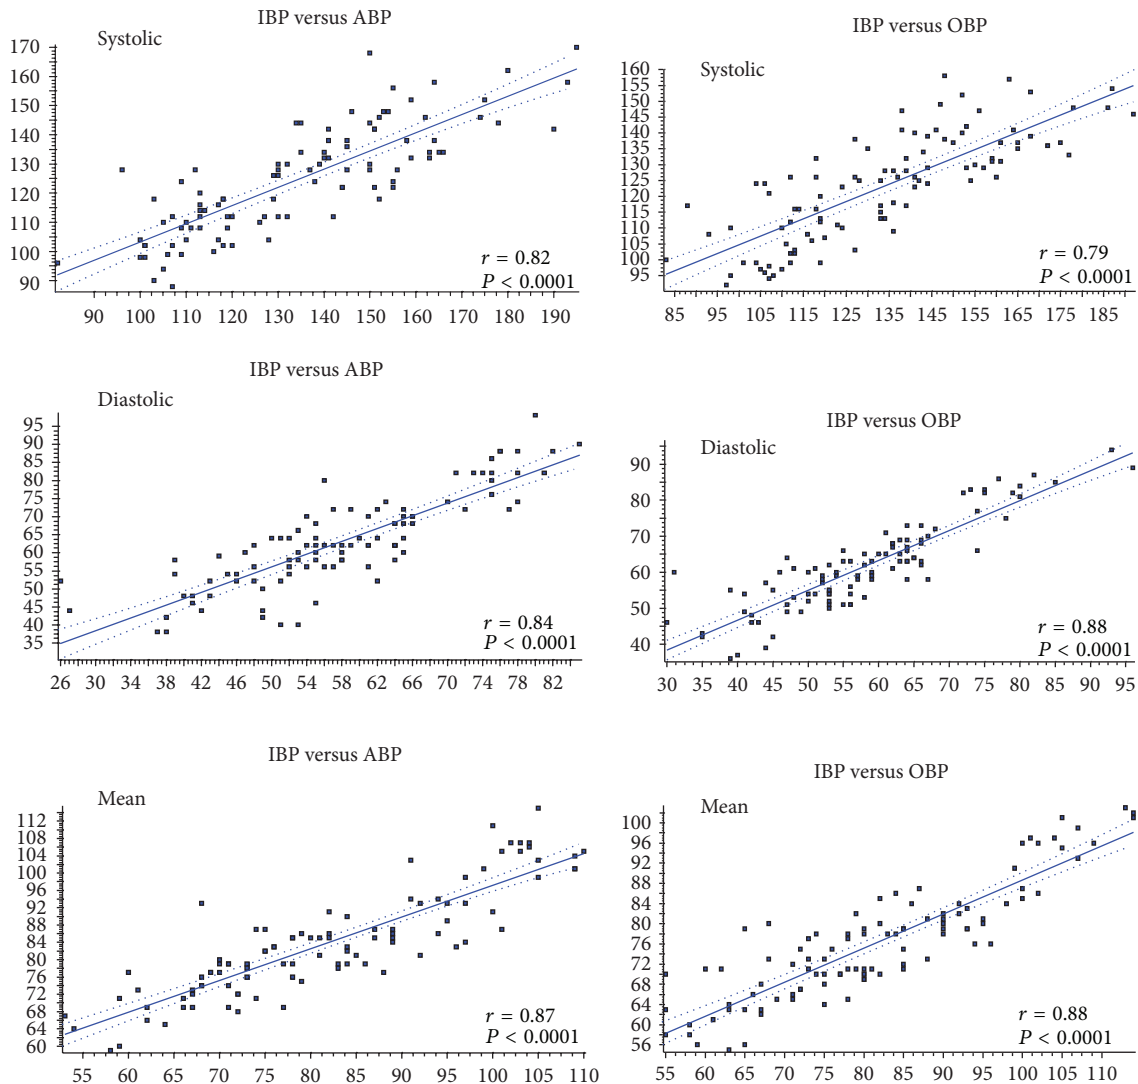 IBP versus ABP
Systolic
170
160
150
140
130
120
110
100
90
r = 0.82
P < 0.0001
90 100 110 120 130 140 150 160 170 180 190
IBP versus OBP
Systolic
160
155
150
145
140
135
130
125
120
115
110
105
100
95
r = 0.79
P < 0.0001
85 95 105 115 125 135 145 155 165 175 185
IBP versus ABP
Diastolic
95
90
85
80
75
70
65
60
55
50
45
40
35
r = 0.84
P < 0.0001
26 30 34 38 42 46 50 54 58 62 66 70 74 78 82
IBP versus OBP
Diastolic
90
80
70
60
50
40
r = 0.88
P < 0.0001
30 35 40 45 50 55 60 65 70 75 80 85 90 95
IBP versus ABP
Mean
112
108
104
100
96
92
88
84
80
76
72
68
64
60
r = 0.87
P < 0.0001
55 60 65 70 75 80 85 90 95 100 105 110
IBP versus OBP
Mean
100
96
92
88
84
80
76
72
68
64
60
56
r = 0.88
P < 0.0001
55 60 65 70 75 80 85 90 95 100 105 110